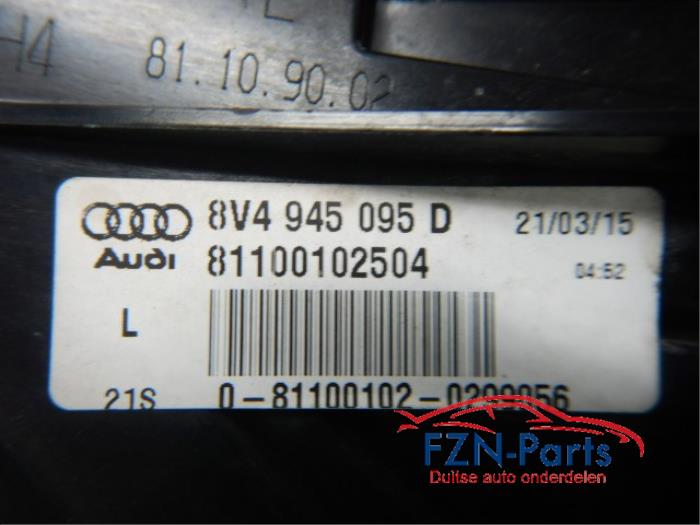 H4 81.10.90.02
8V4 945 095 D 21/03/15
Audi 81100102504 04:52
L
21S 0-81100102-0209056
FZN-Parts
Duitse auto onderdelen